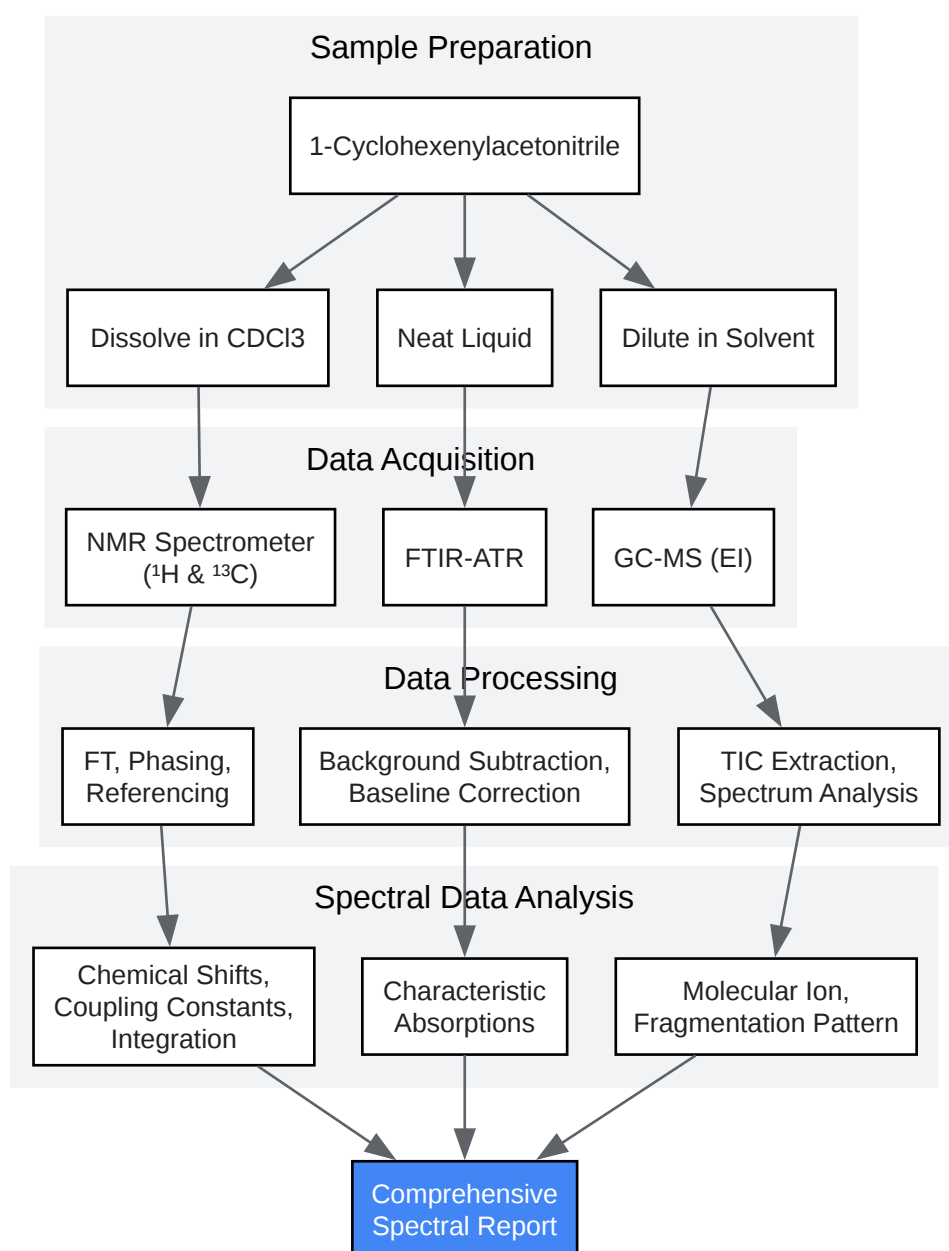 Sample Preparation
1-Cyclohexenylacetonitrile
Dissolve in CDCl3
Neat Liquid
Dilute in Solvent
Data Acquisition
NMR Spectrometer
(¹H & ¹³C)
FTIR-ATR
GC-MS (EI)
Data Processing
FT, Phasing,
Referencing
Background Subtraction,
Baseline Correction
TIC Extraction,
Spectrum Analysis
Spectral Data Analysis
Chemical Shifts,
Coupling Constants,
Integration
Characteristic
Absorptions
Molecular Ion,
Fragmentation Pattern
Comprehensive
Spectral Report